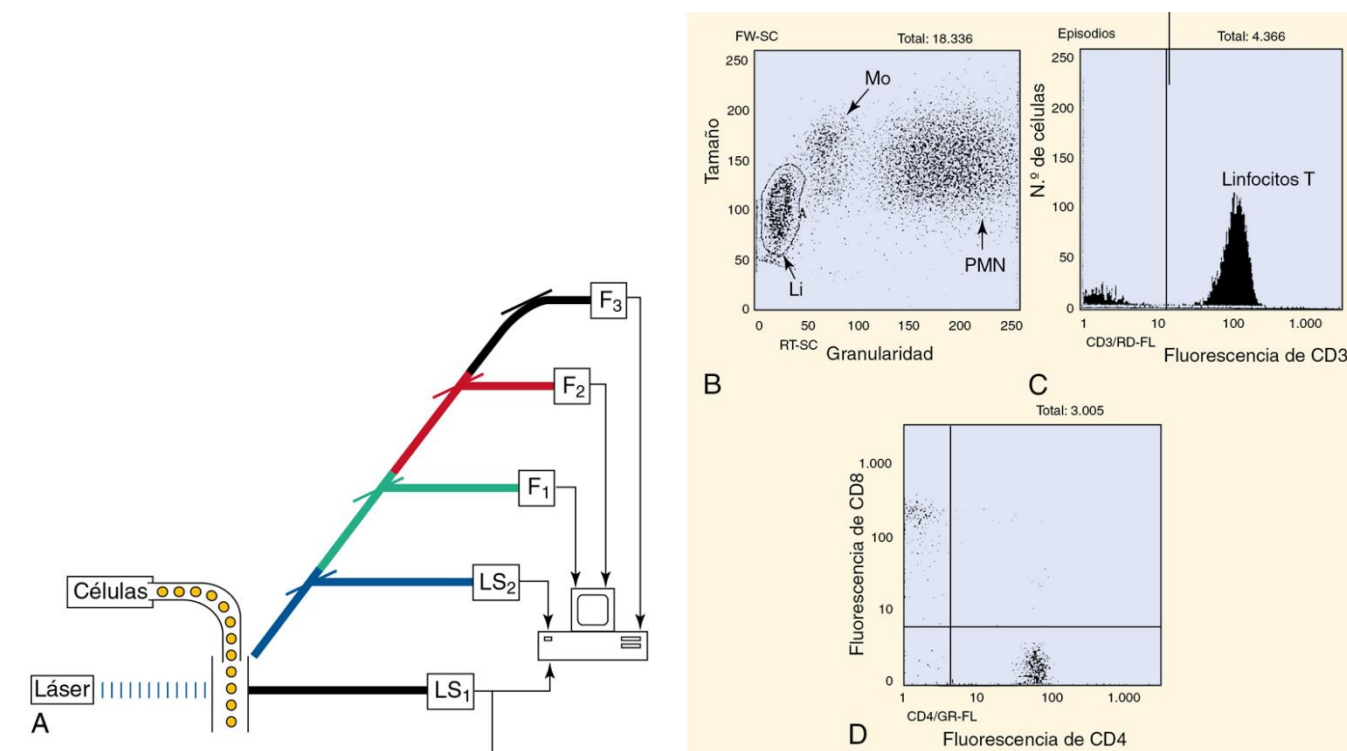 F₃
F₂
F₁
LS₂
Células
LS₁
Láser
A
FW-SC
Total: 18.336
250
200
150
100
50
0
Tamaño
Mo
A
Li
PMN
0 50 100 150 200 250
RT-SC
Granularidad
B
Episodios
Total: 4.366
250
200
150
100
50
0
N.º de células
Linfocitos T
1 10 100 1.000
CD3/RD-FL
Fluorescencia de CD3
C
Total: 3.005
1.000
100
10
0
Fluorescencia de CD8
1 10 100 1.000
CD4/GR-FL
Fluorescencia de CD4
D